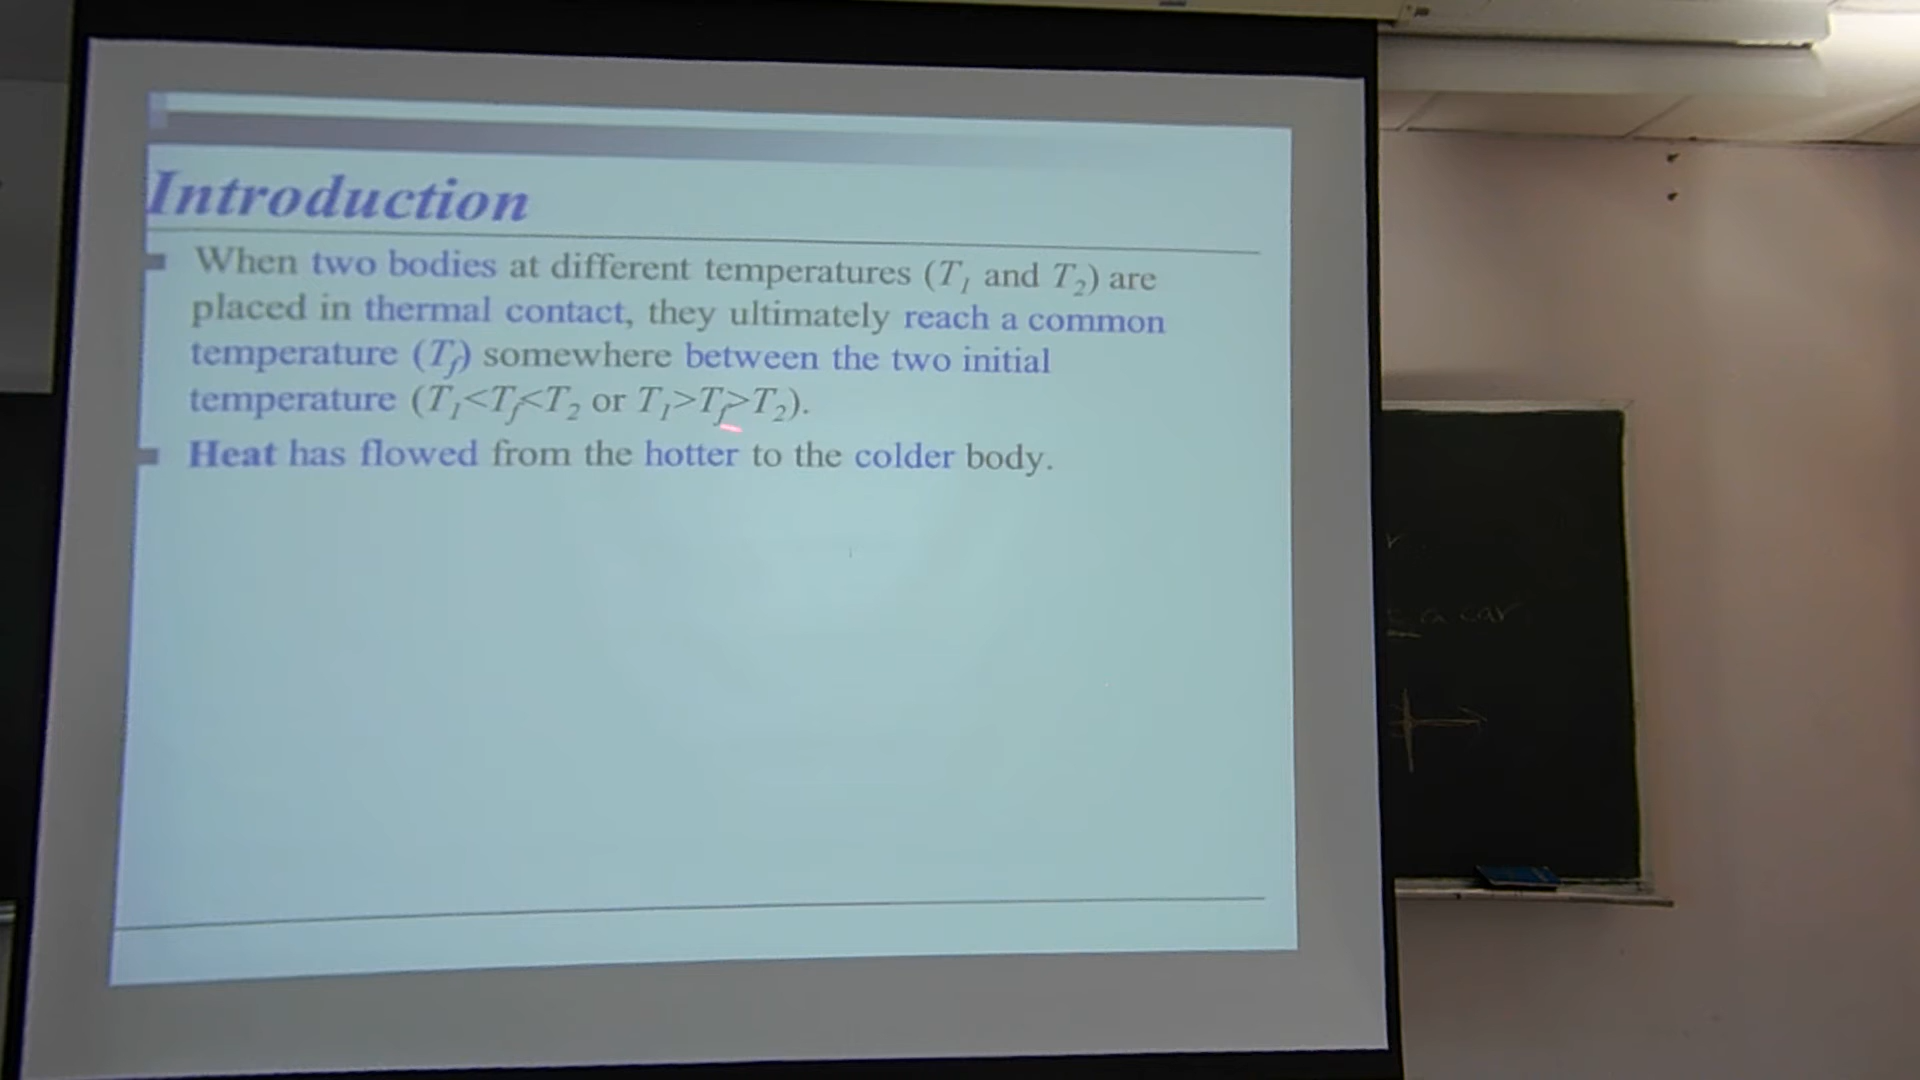 Introduction
When two bodies at different temperatures (T₁ and T₂) are
placed in thermal contact, they ultimately reach a common
temperature (T_f) somewhere between the two initial
temperature (T₁<T_f<T₂ or T₁>T_f>T₂).
Heat has flowed from the hotter to the colder body.
a car